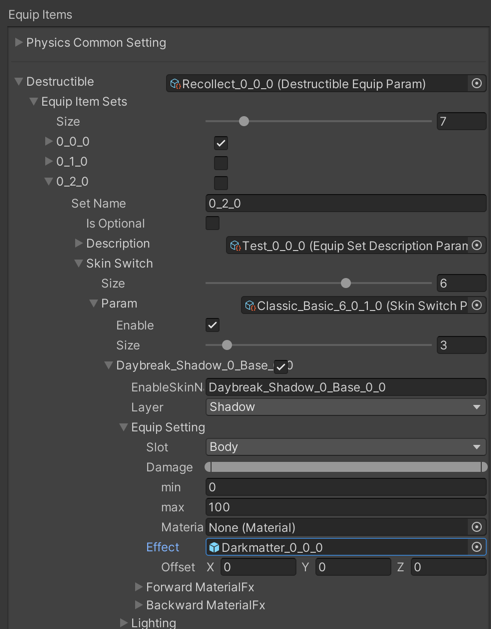 Equip Items
Physics Common Setting
Destructible Recollect_0_0_0 (Destructible Equip Param)
Equip Item Sets
Size 7
0_0_0
0_1_0
0_2_0
Set Name 0_2_0
Is Optional
Description Test_0_0_0 (Equip Set Description Param
Skin Switch
Size 6
Param Classic_Basic_6_0_1_0 (Skin Switch P
Enable
Size 3
Daybreak_Shadow_0_Base_ 0
EnableSkinN Daybreak_Shadow_0_Base_0_0
Layer Shadow
Equip Setting
Slot Body
Damage
min 0
max 100
Materia None (Material)
Effect Darkmatter_0_0_0
Offset X 0 Y 0 Z 0
Forward MaterialFx
Backward MaterialFx
Lighting